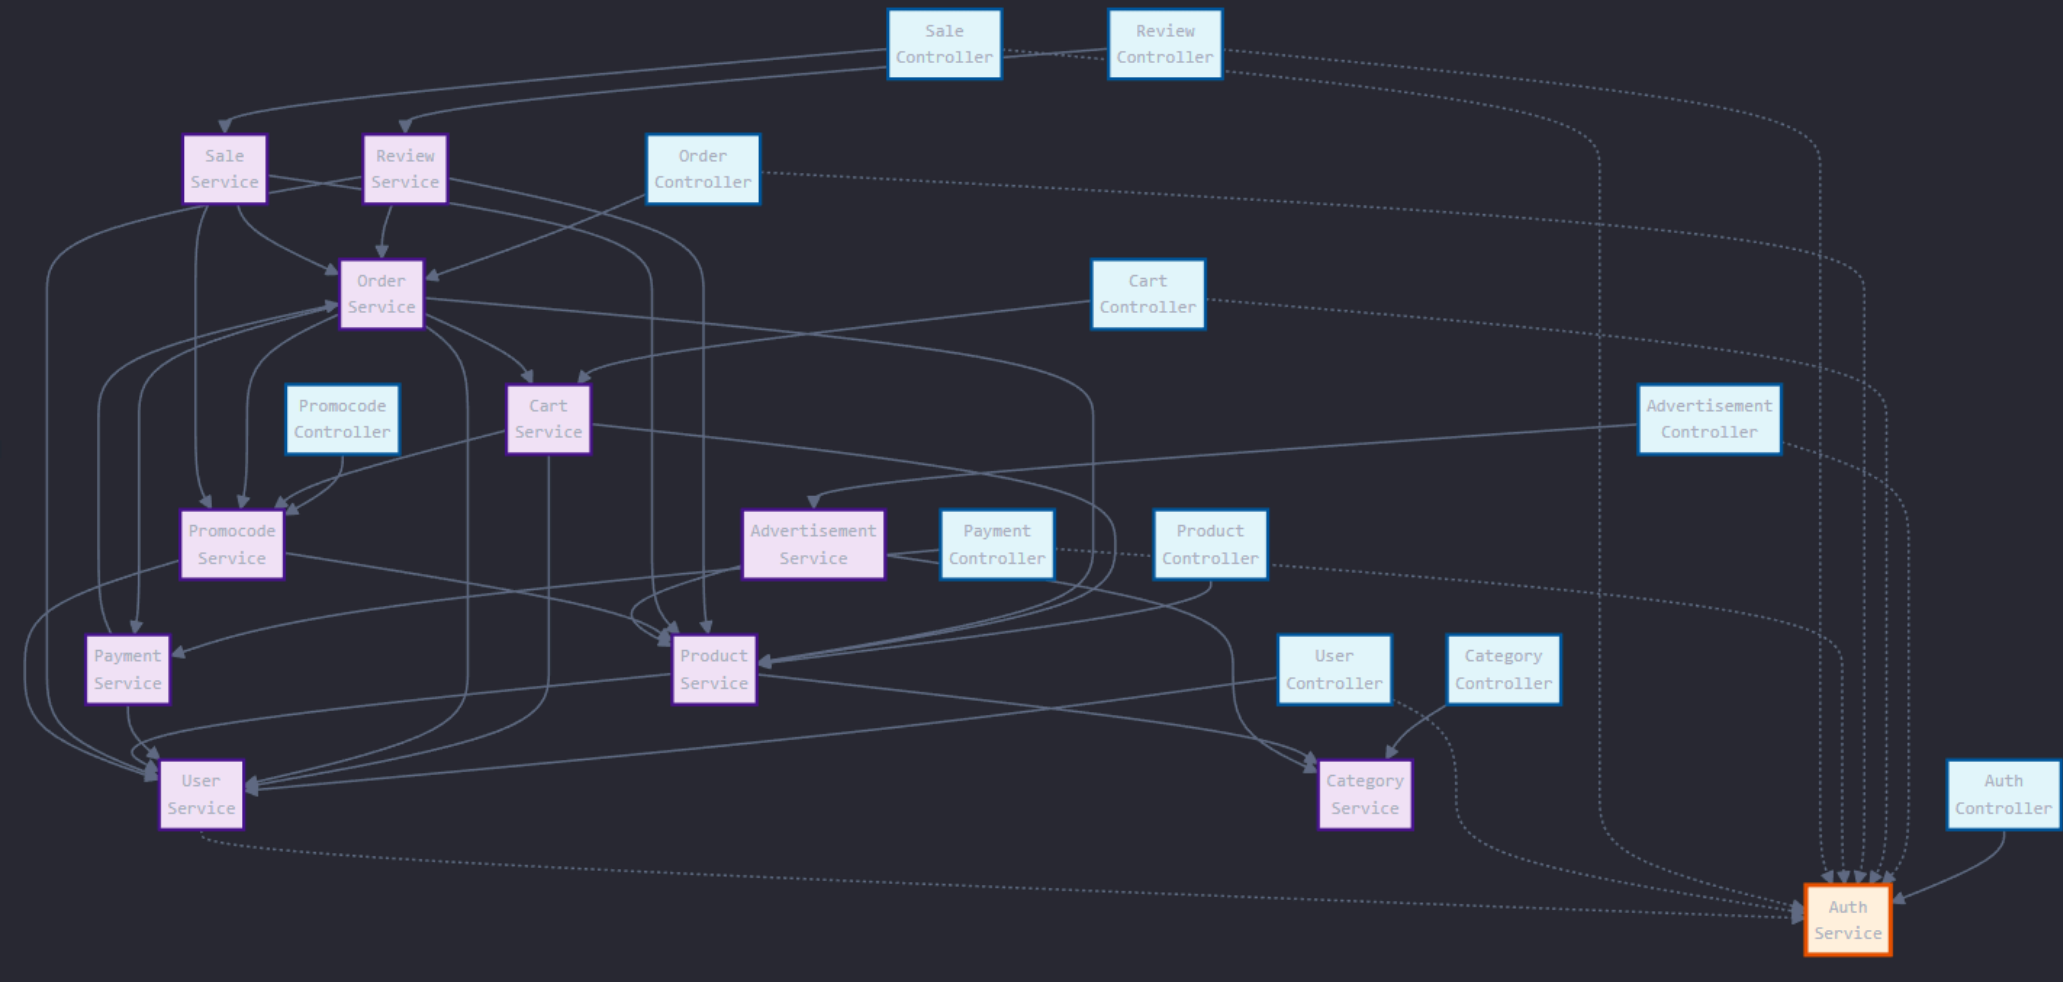 Sale
Controller
Review
Controller
Sale
Service
Review
Service
Order
Controller
Order
Service
Cart
Controller
Promocode
Controller
Cart
Service
Advertisement
Controller
Promocode
Service
Advertisement
Service
Payment
Controller
Product
Controller
Payment
Service
Product
Service
User
Controller
Category
Controller
User
Service
Category
Service
Auth
Controller
Auth
Service